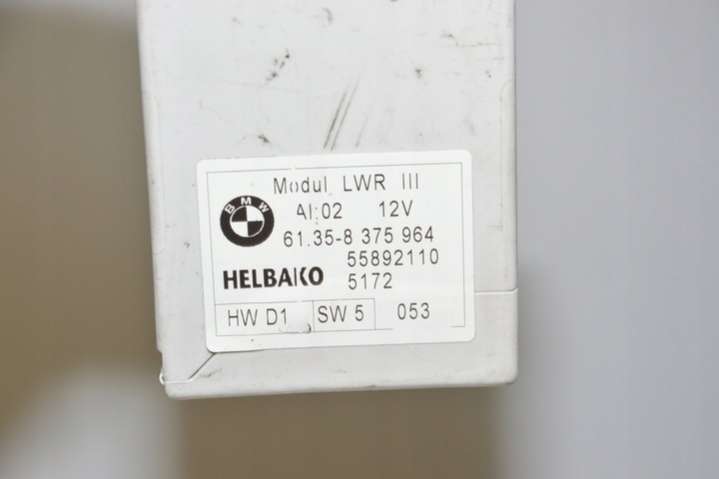 Modul LWR III
BMW
AI:02 12V
61.35-8 375 964
55892110
HELBAKO 5172
HW D1 SW 5 053